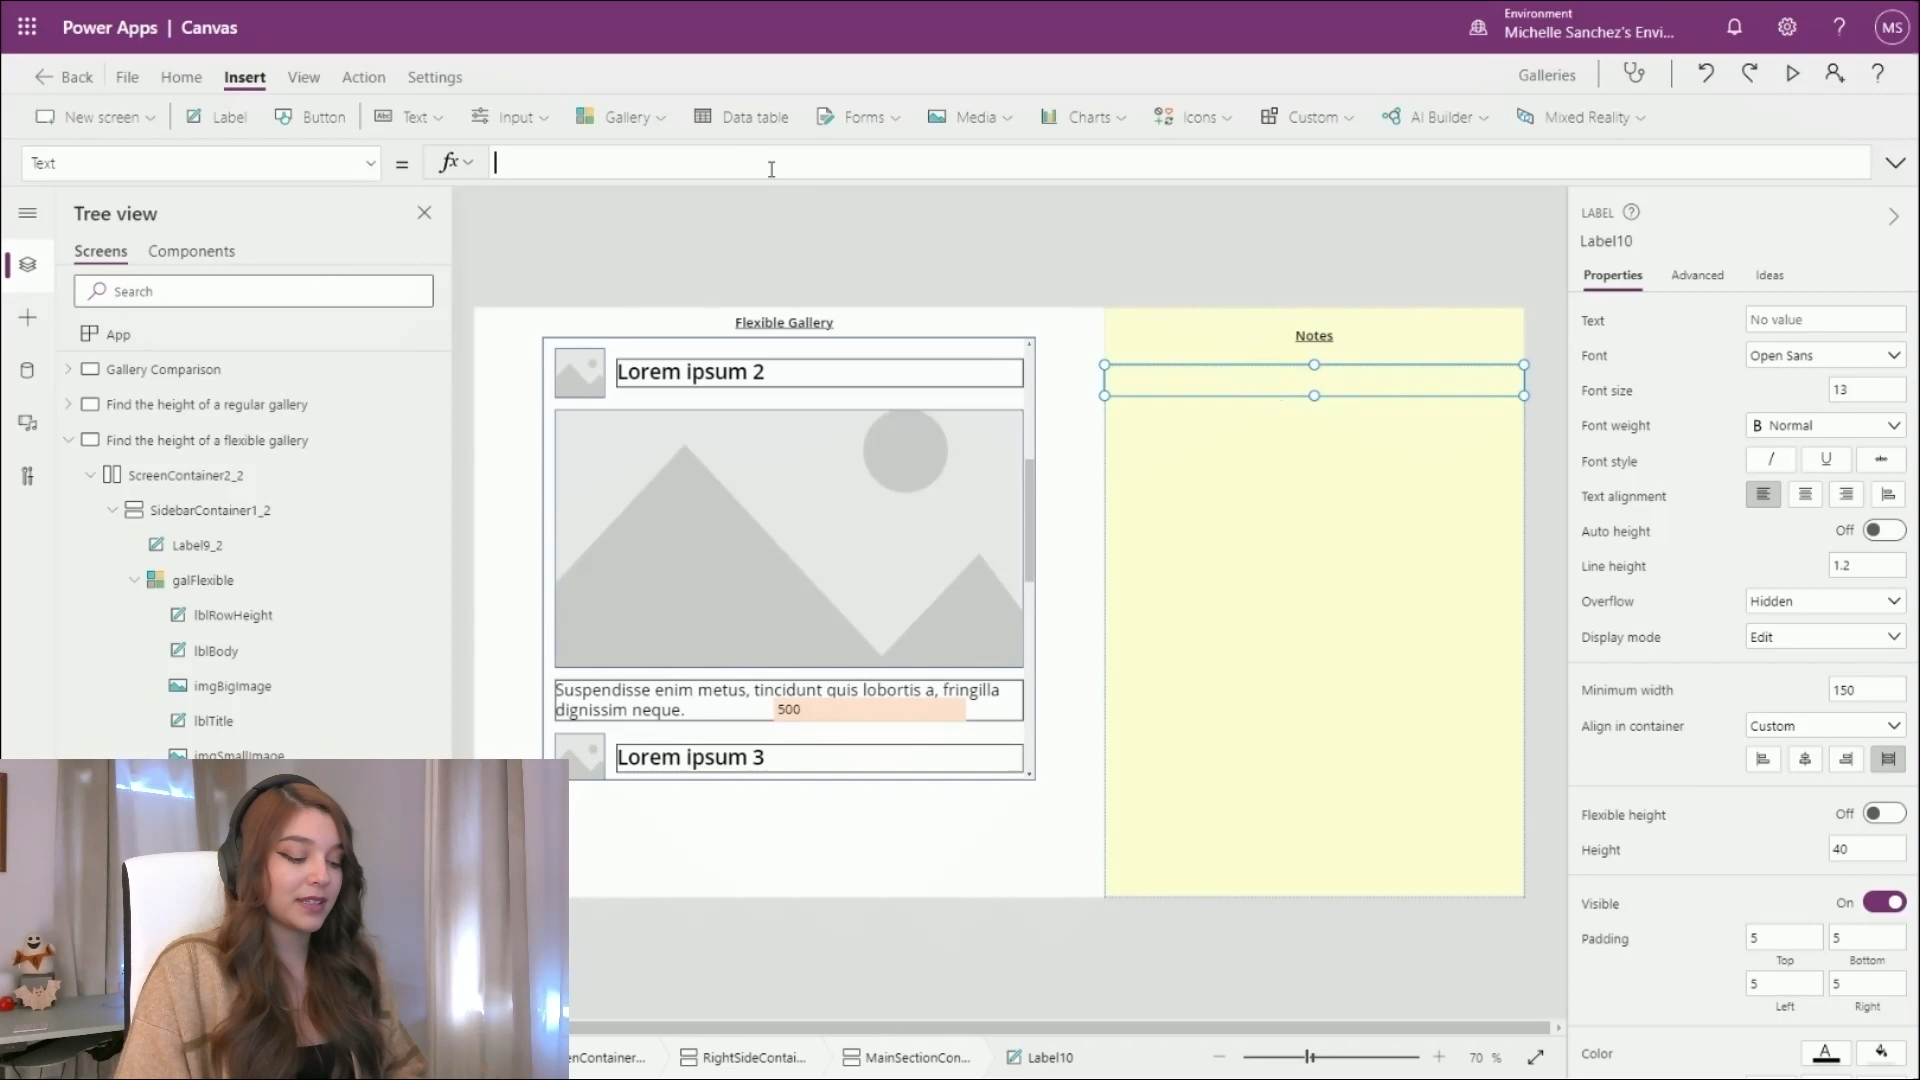 Power Apps | Canvas
Environment
Michelle Sanchez's Envi...
MS
Back
File
Home
Insert
View
Action
Settings
Galleries
New screen
Label
Button
Text
Input
Gallery
Data table
Forms
Media
Charts
Icons
Custom
AI Builder
Mixed Reality
Text
=
fx
Tree view
Screens
Components
Search
App
Gallery Comparison
Find the height of a regular gallery
Find the height of a flexible gallery
ScreenContainer2_2
SidebarContainer1_2
Label9_2
galFlexible
lblRowHeight
lblBody
imgBigImage
lblTitle
imgSmallImage
Flexible Gallery
Lorem ipsum 2
Suspendisse enim metus, tincidunt quis lobortis a, fringilla
dignissim neque.
500
Lorem ipsum 3
Notes
LABEL
Label10
Properties
Advanced
Ideas
Text
No value
Font
Open Sans
Font size
13
Font weight
B Normal
Font style
/
U
abc
Text alignment
Auto height
Off
Line height
1.2
Overflow
Hidden
Display mode
Edit
Minimum width
150
Align in container
Custom
Flexible height
Off
Height
40
Visible
On
Padding
5
5
Top
Bottom
5
5
Left
Right
Color
A
enContainer...
RightSideContai...
MainSectionCon...
Label10
70 %